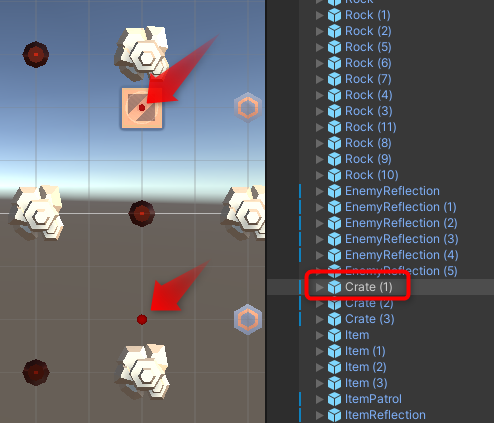 Rock
Rock (1)
Rock (2)
Rock (5)
Rock (6)
Rock (7)
Rock (4)
Rock (3)
Rock (11)
Rock (8)
Rock (9)
Rock (10)
EnemyReflection
EnemyReflection (1)
EnemyReflection (2)
EnemyReflection (3)
EnemyReflection (4)
EnemyReflection (5)
Crate (1)
Crate (2)
Crate (3)
Item
Item (1)
Item (2)
Item (3)
ItemPatrol
ItemReflection